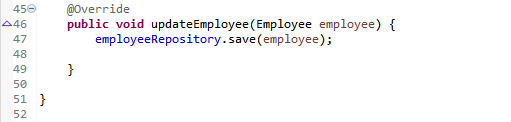 45 @Override
46 public void updateEmployee(Employee employee) {
47 employeeRepository.save(employee);
48
49 }
50
51 }
52